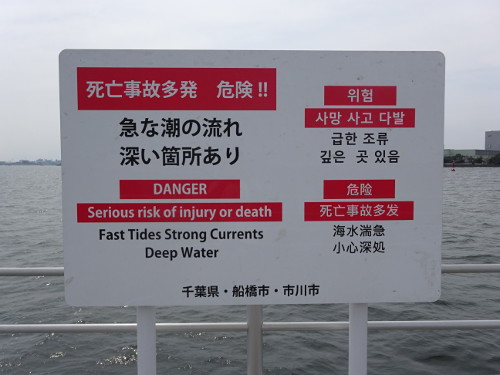 死亡事故多発　危険!!
急な潮の流れ
深い箇所あり
DANGER
Serious risk of injury or death
Fast Tides Strong Currents
Deep Water
위험
사망 사고 다발
급한 조류
깊은 곳 있음
危险
死亡事故多发
海水湍急
小心深処
千葉県・船橋市・市川市